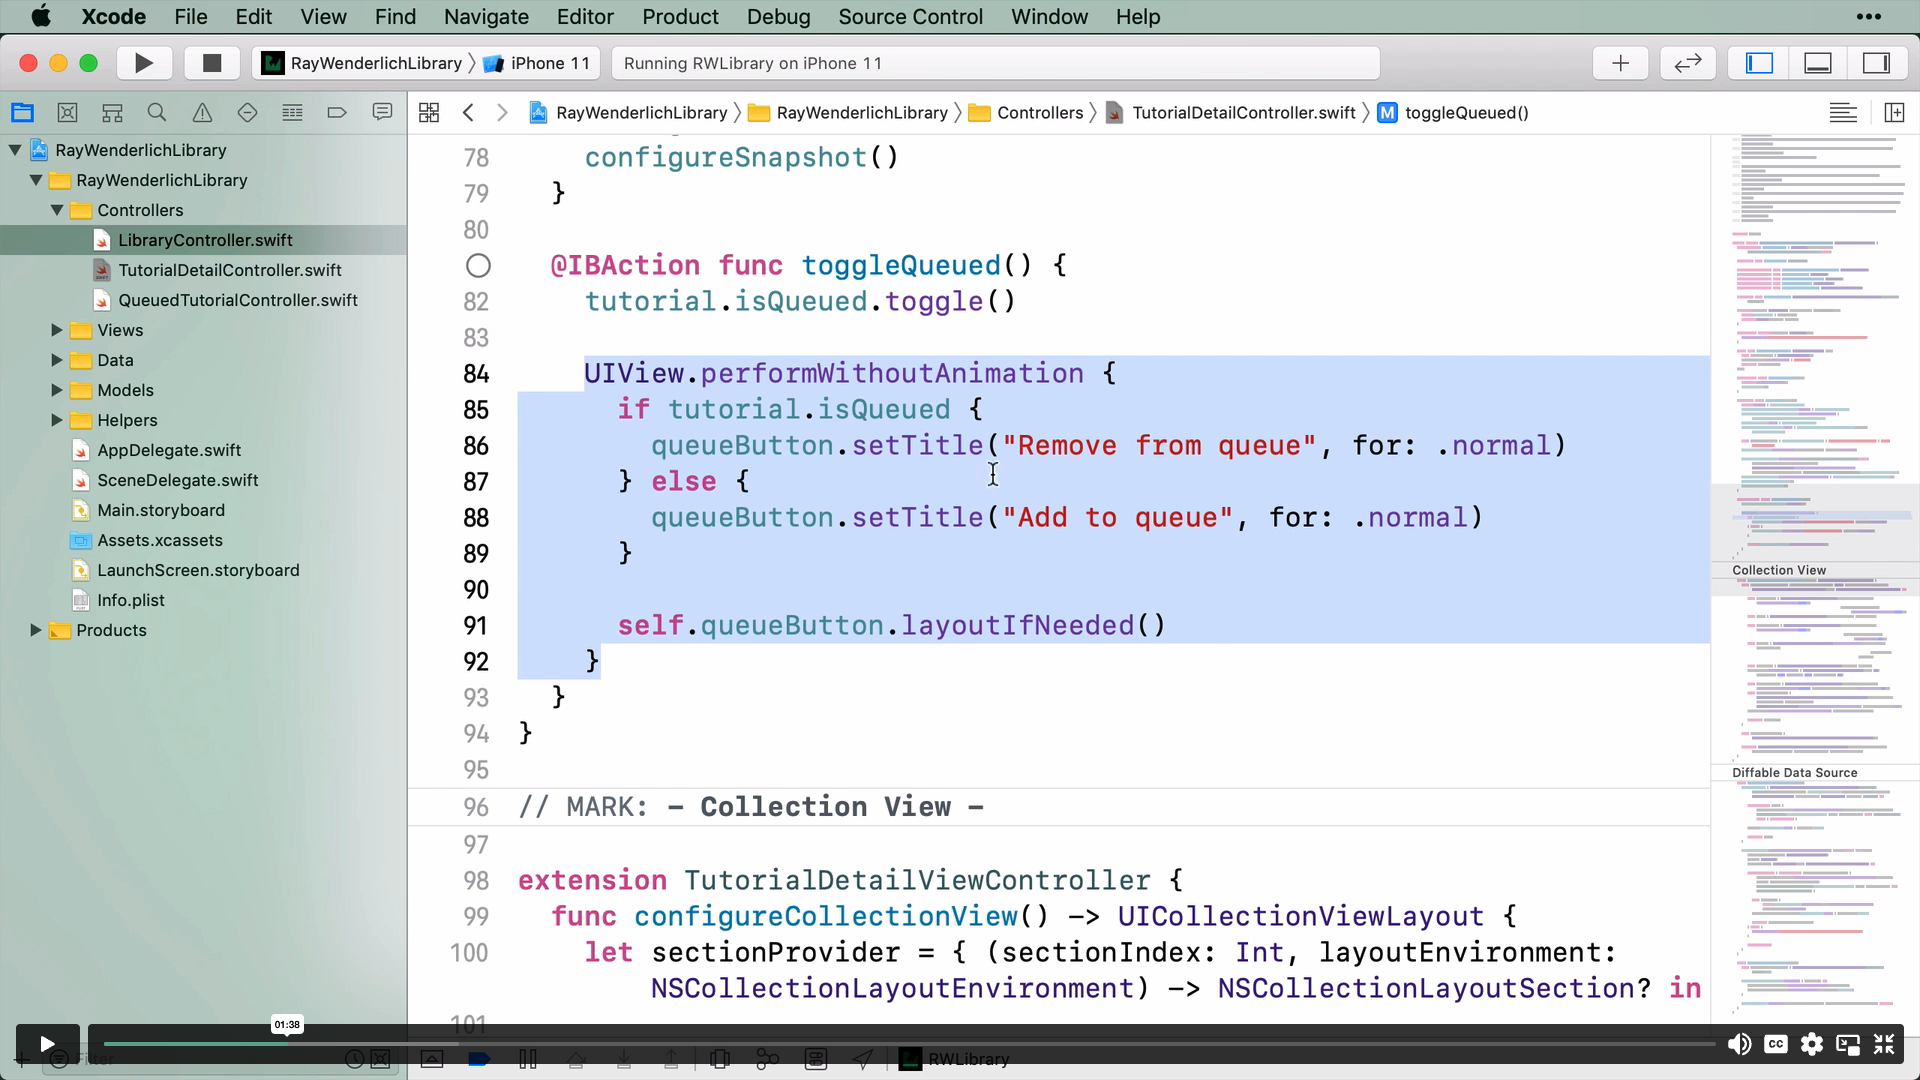 Xcode File Edit View Find Navigate Editor Product Debug Source Control Window Help
RayWenderlichLibrary iPhone 11
Running RWLibrary on iPhone 11
RayWenderlichLibrary RayWenderlichLibrary Controllers TutorialDetailController.swift M toggleQueued()
RayWenderlichLibrary
RayWenderlichLibrary
Controllers
LibraryController.swift
TutorialDetailController.swift
QueuedTutorialController.swift
Views
Data
Models
Helpers
AppDelegate.swift
SceneDelegate.swift
Main.storyboard
Assets.xcassets
LaunchScreen.storyboard
Info.plist
Products
78 configureSnapshot()
79 }
80
@IBAction func toggleQueued() {
82 tutorial.isQueued.toggle()
83
84 UIView.performWithoutAnimation {
85 if tutorial.isQueued {
86 queueButton.setTitle("Remove from queue", for: .normal)
87 } else {
88 queueButton.setTitle("Add to queue", for: .normal)
89 }
90
91 self.queueButton.layoutIfNeeded()
92 }
93 }
94 }
95
96 // MARK: - Collection View -
97
98 extension TutorialDetailViewController {
99 func configureCollectionView() -> UICollectionViewLayout {
100 let sectionProvider = { (sectionIndex: Int, layoutEnvironment:
NSCollectionLayoutEnvironment) -> NSCollectionLayoutSection? in
101
Collection View
Diffable Data Source
01:38
CC
Filter
RWLibrary